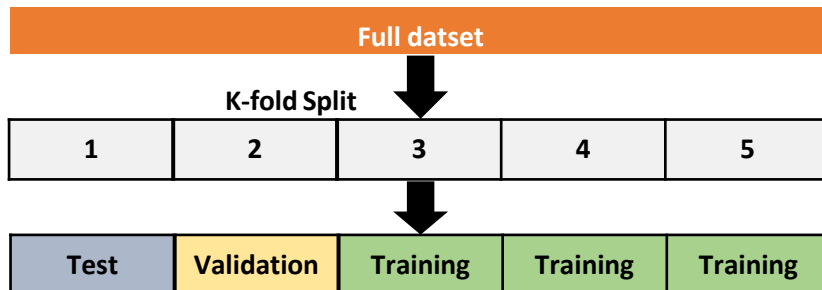 Full datset
K-fold Split
1 2 3 4 5
Test Validation Training Training Training